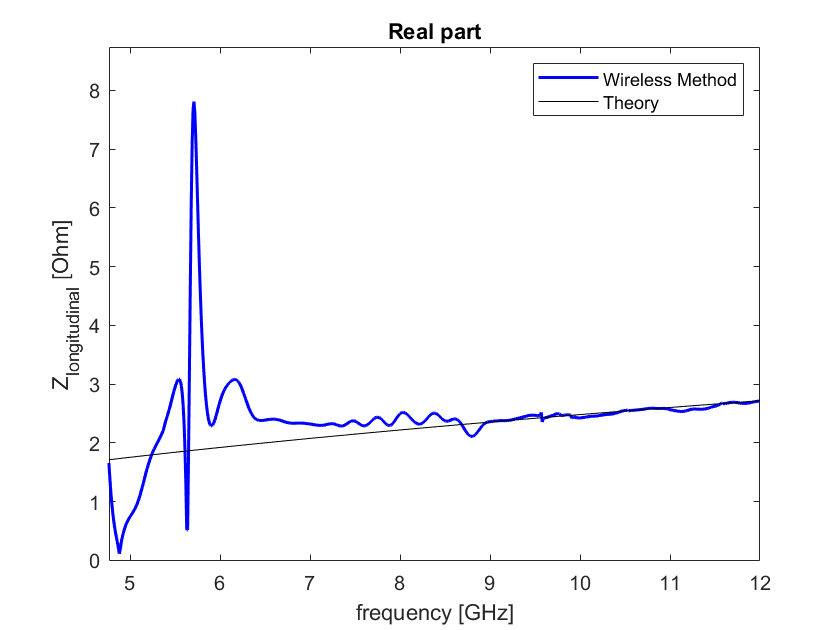 Real part
Wireless Method
Theory
8
7
6
5
4
3
2
1
0
Z_longitudinal [Ohm]
5 6 7 8 9 10 11 12
frequency [GHz]